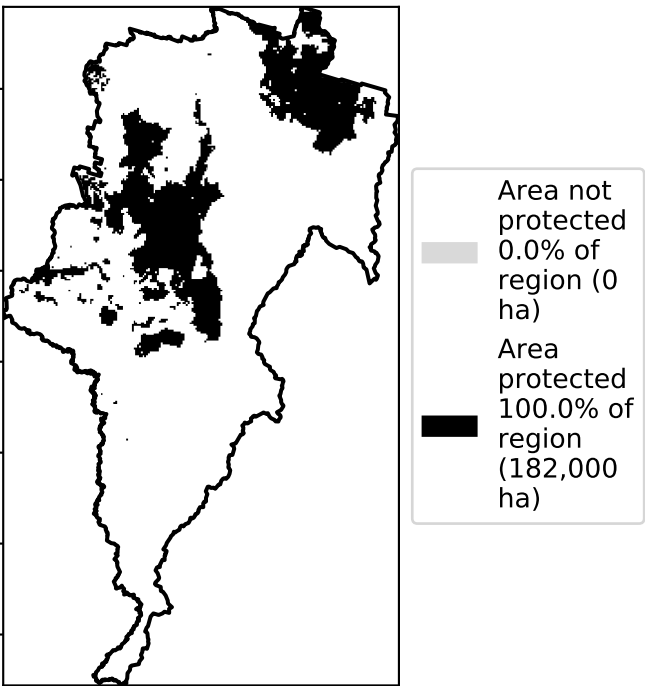 Area not
protected
0.0% of
region (0
ha)
Area
protected
100.0% of
region
(182,000
ha)